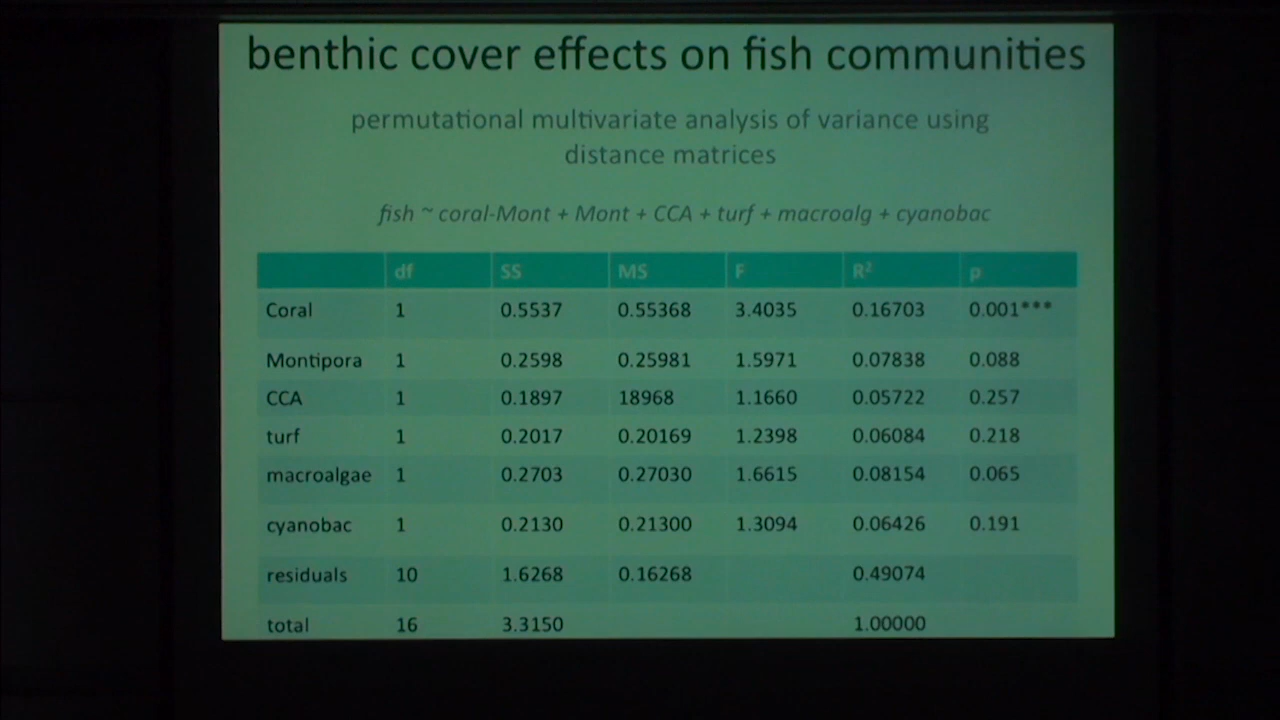 benthic cover effects on fish communities
permutational multivariate analysis of variance using
distance matrices
fish ~ coral-Mont + Mont + CCA + turf + macroalg + cyanobac
df SS MS F R² p
Coral 1 0.5537 0.55368 3.4035 0.16703 0.001***
Montipora 1 0.2598 0.25981 1.5971 0.07838 0.088
CCA 1 0.1897 18968 1.1660 0.05722 0.257
turf 1 0.2017 0.20169 1.2398 0.06084 0.218
macroalgae 1 0.2703 0.27030 1.6615 0.08154 0.065
cyanobac 1 0.2130 0.21300 1.3094 0.06426 0.191
residuals 10 1.6268 0.16268 0.49074
total 16 3.3150 1.00000